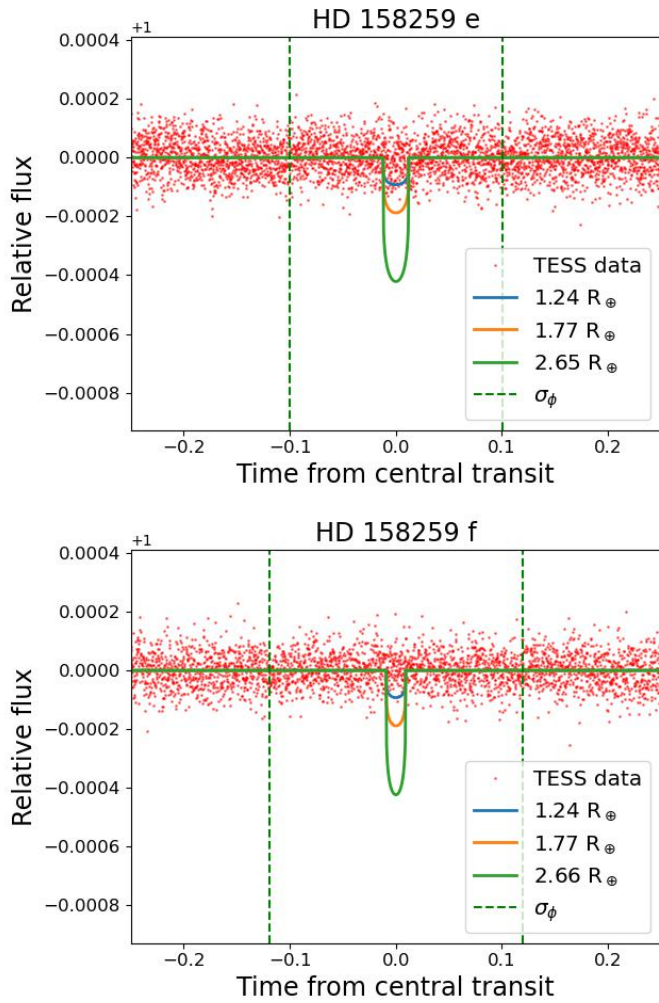 HD 158259 e
+1
0.0004
0.0002
0.0000
−0.0002
−0.0004
−0.0006
−0.0008
Relative flux
TESS data
1.24 R⊕
1.77 R⊕
2.65 R⊕
σϕ
−0.2 −0.1 0.0 0.1 0.2
Time from central transit
HD 158259 f
+1
0.0004
0.0002
0.0000
−0.0002
−0.0004
−0.0006
−0.0008
Relative flux
TESS data
1.24 R⊕
1.77 R⊕
2.66 R⊕
σϕ
−0.2 −0.1 0.0 0.1 0.2
Time from central transit